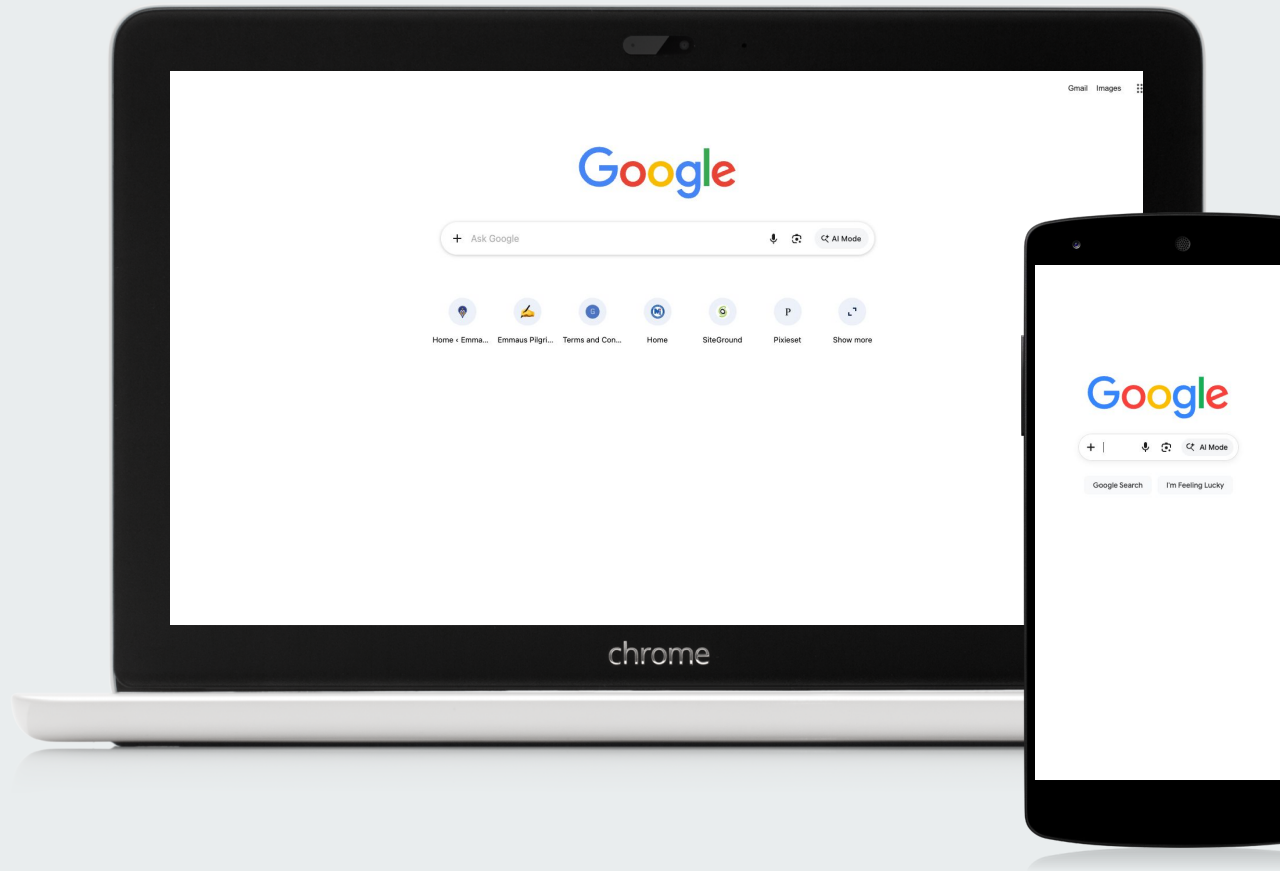 Gmail Images
Google
Ask Google
AI Mode
G
P
Home ‹ Emma...
Emmaus Pilgri...
Terms and Con...
Home
SiteGround
Pixieset
Show more
chrome
Google
AI Mode
Google Search
I'm Feeling Lucky